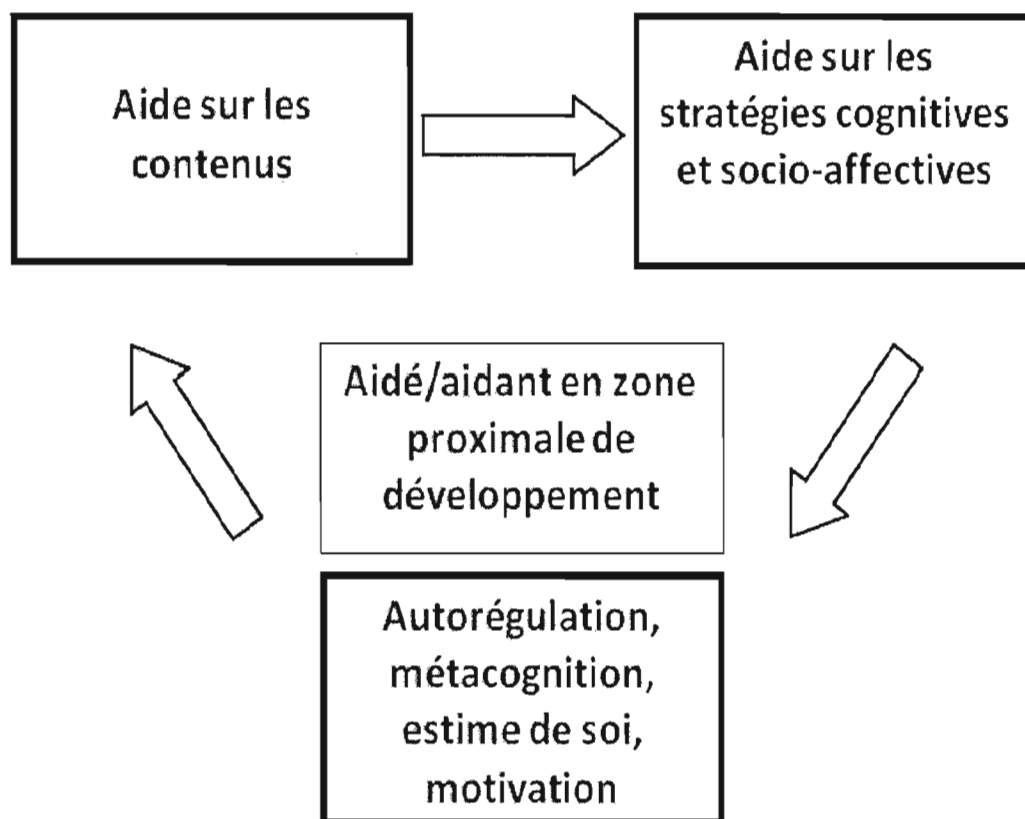 Aide sur les
contenus
Aide sur les
stratégies cognitives
et socio-affectives
Aidé/aidant en zone
proximale de
développement
Autorégulation,
métacognition,
estime de soi,
motivation